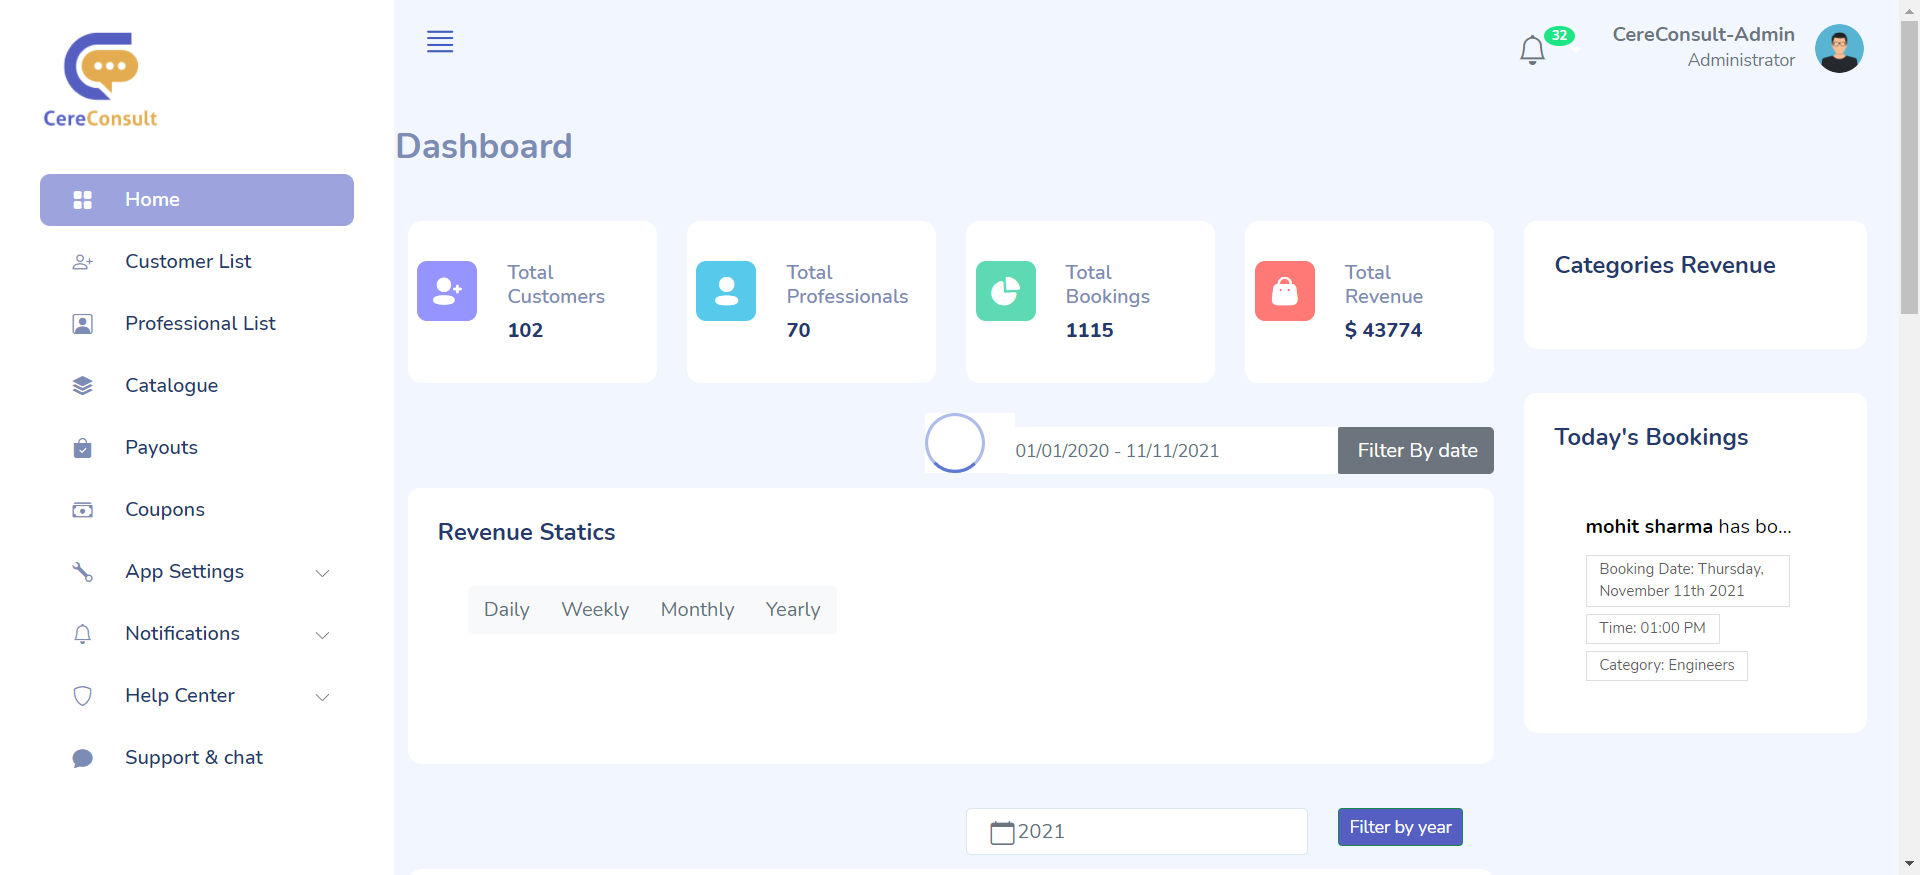 CereConsult
Home
Customer List
Professional List
Catalogue
Payouts
Coupons
App Settings
Notifications
Help Center
Support & chat
32
CereConsult-Admin
Administrator
Dashboard
Total
Customers
102
Total
Professionals
70
Total
Bookings
1115
Total
Revenue
$ 43774
Categories Revenue
01/01/2020 - 11/11/2021
Filter By date
Today's Bookings
mohit sharma has bo...
Booking Date: Thursday,
November 11th 2021
Time: 01:00 PM
Category: Engineers
Revenue Statics
Daily Weekly Monthly Yearly
2021
Filter by year